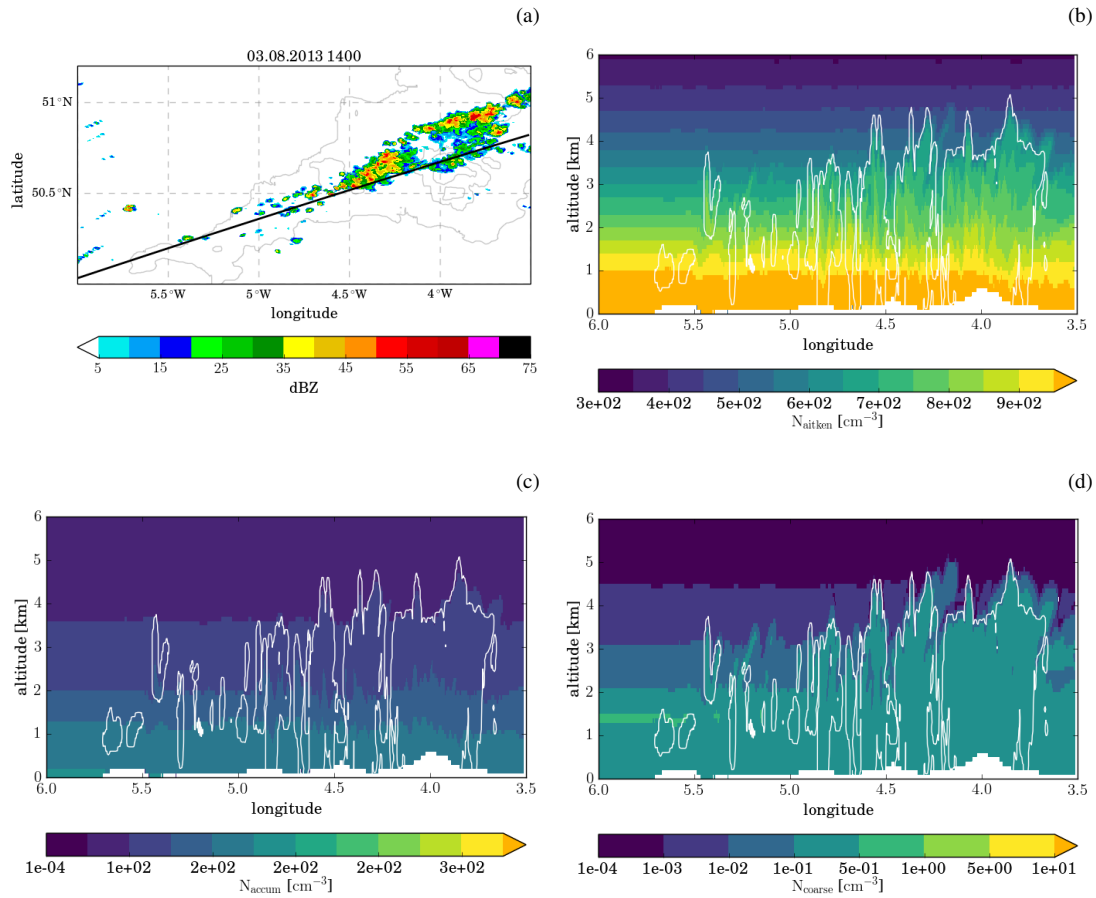 (a)
03.08.2013 1400
51°N
50.5°N
latitude
5.5°W 5°W 4.5°W 4°W
longitude
5 15 25 35 45 55 65 75
dBZ
(b)
6
5
4
3
2
1
0
altitude [km]
6.0 5.5 5.0 4.5 4.0 3.5
longitude
3e+02 4e+02 5e+02 6e+02 7e+02 8e+02 9e+02
N_aitken [cm⁻³]
(c)
6
5
4
3
2
1
0
altitude [km]
6.0 5.5 5.0 4.5 4.0 3.5
longitude
1e-04 1e+02 2e+02 2e+02 2e+02 3e+02
N_accum [cm⁻³]
(d)
6
5
4
3
2
1
0
altitude [km]
6.0 5.5 5.0 4.5 4.0 3.5
longitude
1e-04 1e-03 1e-02 1e-01 5e-01 1e+00 5e+00 1e+01
N_coarse [cm⁻³]